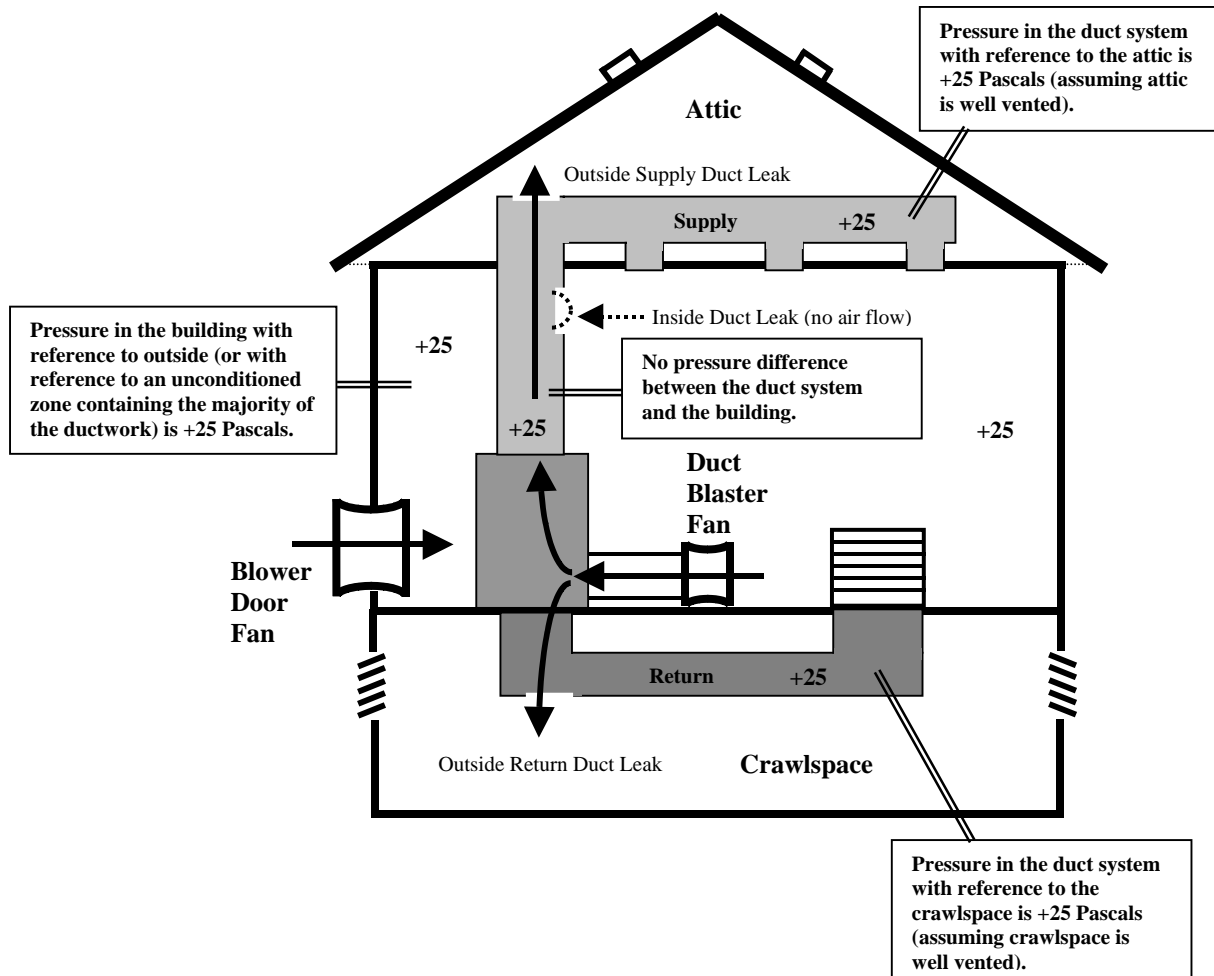 Pressure in the duct system
with reference to the attic is
+25 Pascals (assuming attic
is well vented).
Attic
Outside Supply Duct Leak
Supply
+25
Pressure in the building with
reference to outside (or with
reference to an unconditioned
zone containing the majority of
the ductwork) is +25 Pascals.
+25
Inside Duct Leak (no air flow)
No pressure difference
between the duct system
and the building.
+25
+25
Duct
Blaster
Fan
Blower
Door
Fan
Return
+25
Outside Return Duct Leak
Crawlspace
Pressure in the duct system
with reference to the
crawlspace is +25 Pascals
(assuming crawlspace is
well vented).